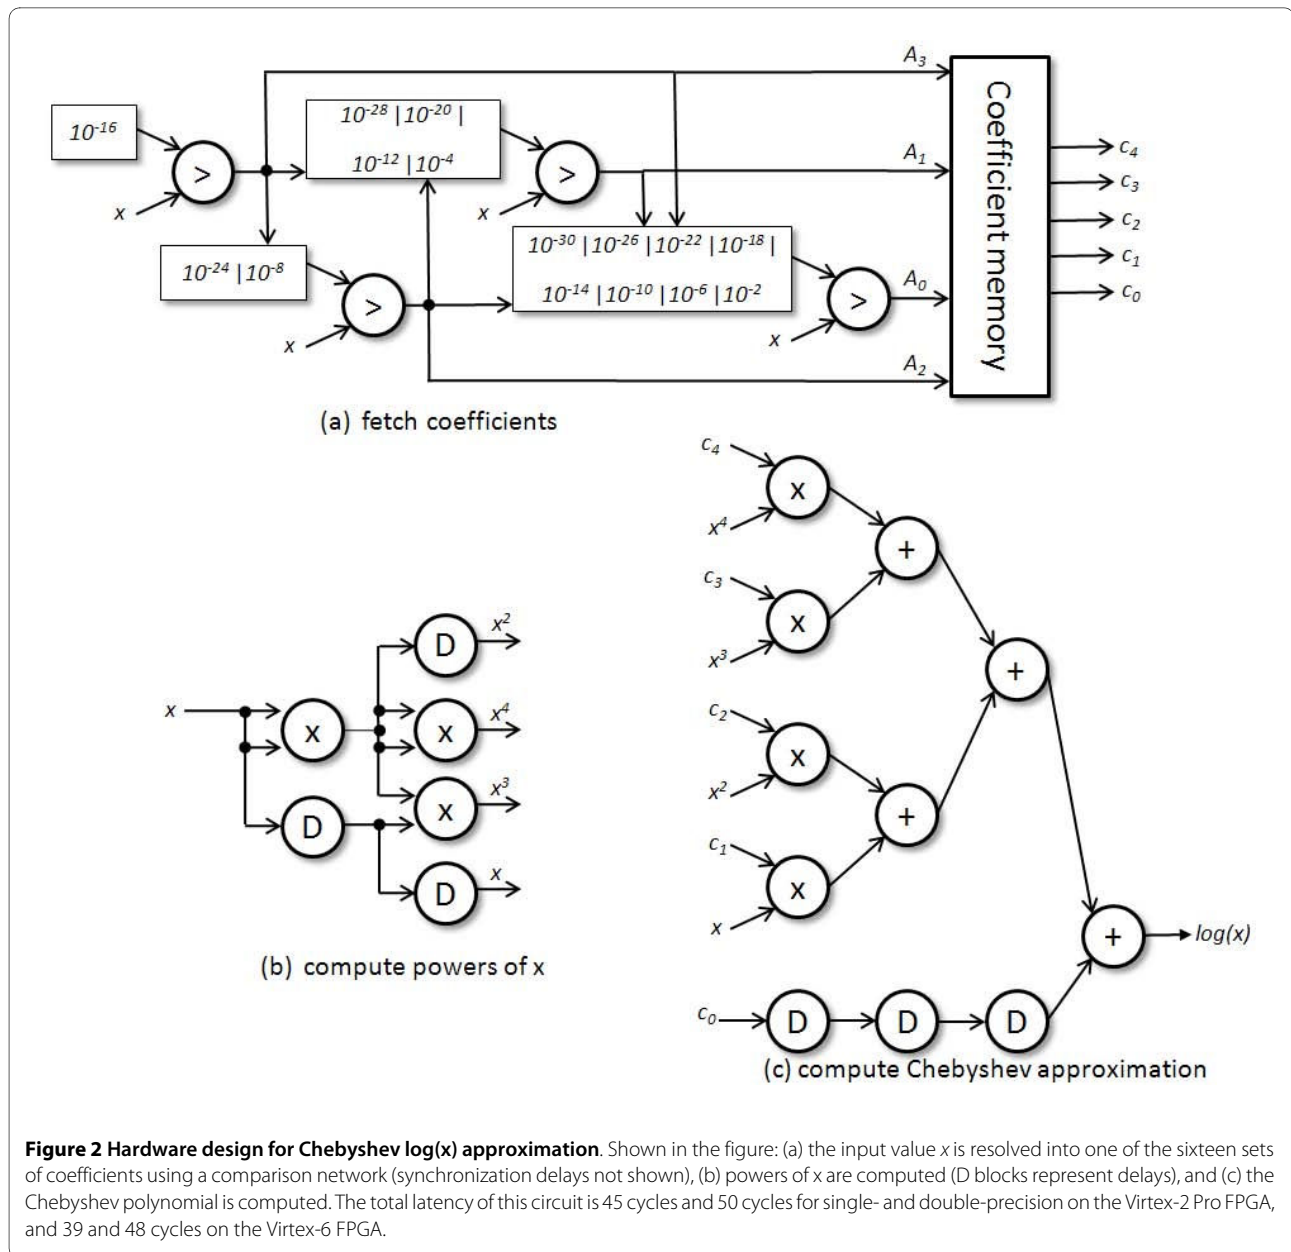 A₃
10⁻¹⁶
10⁻²⁸ | 10⁻²⁰ |
10⁻¹² | 10⁻⁴
>
x
>
x
A₁
10⁻²⁴ | 10⁻⁸
>
x
10⁻³⁰ | 10⁻²⁶ | 10⁻²² | 10⁻¹⁸ |
10⁻¹⁴ | 10⁻¹⁰ | 10⁻⁶ | 10⁻²
>
x
A₀
A₂
Coefficient memory
c₄
c₃
c₂
c₁
c₀
(a) fetch coefficients
x
x
D
D
x²
x
x⁴
x
x³
D
x
(b) compute powers of x
c₄
x⁴
x
c₃
x³
x
+
c₂
x²
x
c₁
x
x
+
+
c₀
D
D
D
+
log(x)
(c) compute Chebyshev approximation
Figure 2 Hardware design for Chebyshev log(x) approximation. Shown in the figure: (a) the input value x is resolved into one of the sixteen sets
of coefficients using a comparison network (synchronization delays not shown), (b) powers of x are computed (D blocks represent delays), and (c) the
Chebyshev polynomial is computed. The total latency of this circuit is 45 cycles and 50 cycles for single- and double-precision on the Virtex-2 Pro FPGA,
and 39 and 48 cycles on the Virtex-6 FPGA.